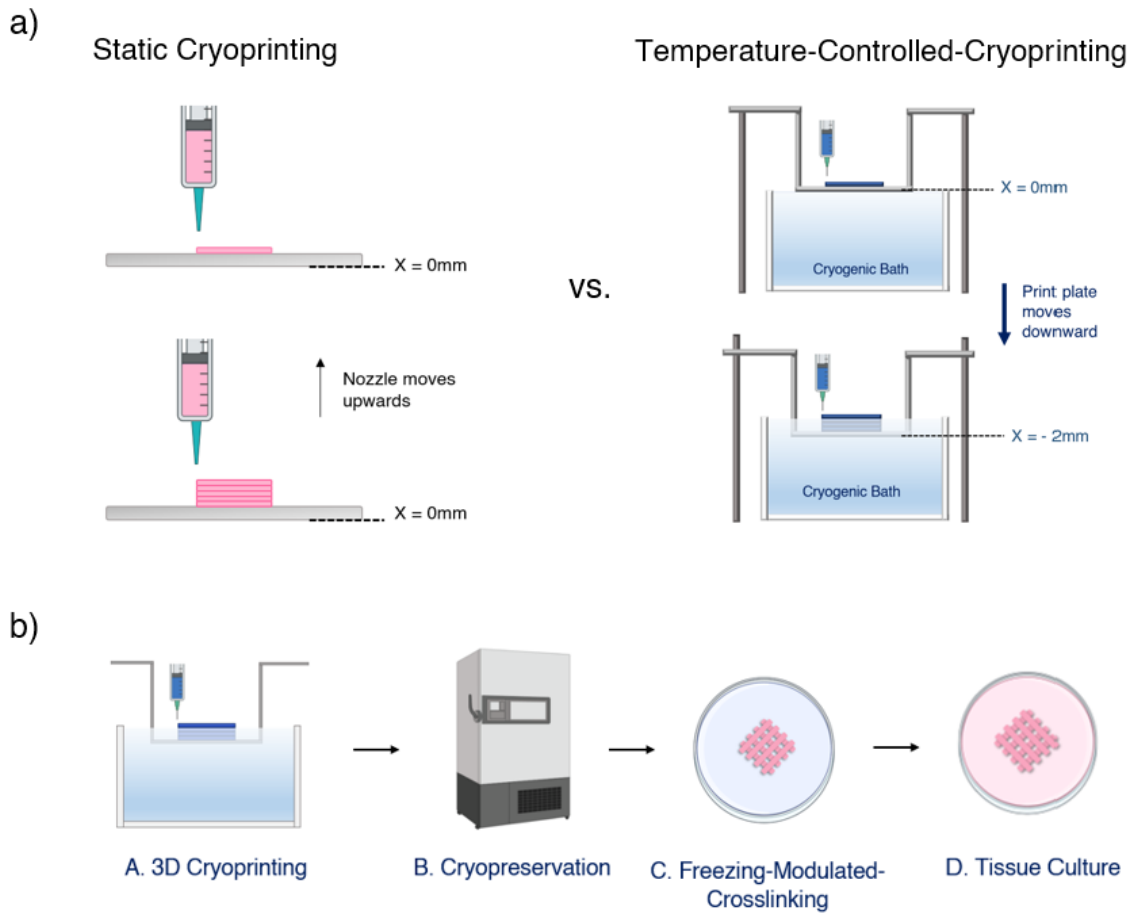 a)
Static Cryoprinting
Temperature-Controlled-Cryoprinting
X = 0mm
Nozzle moves
upwards
X = 0mm
vs.
X = 0mm
Cryogenic Bath
Print plate
moves
downward
X = - 2mm
Cryogenic Bath
b)
A. 3D Cryoprinting
B. Cryopreservation
C. Freezing-Modulated-
Crosslinking
D. Tissue Culture